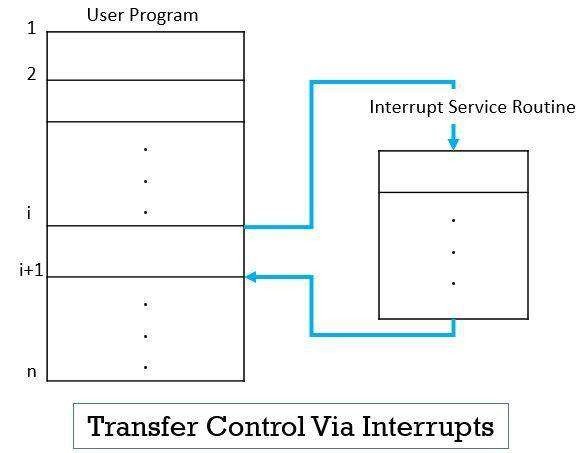 User Program
1
2
Interrupt Service Routine
i
i+1
n
Transfer Control Via Interrupts